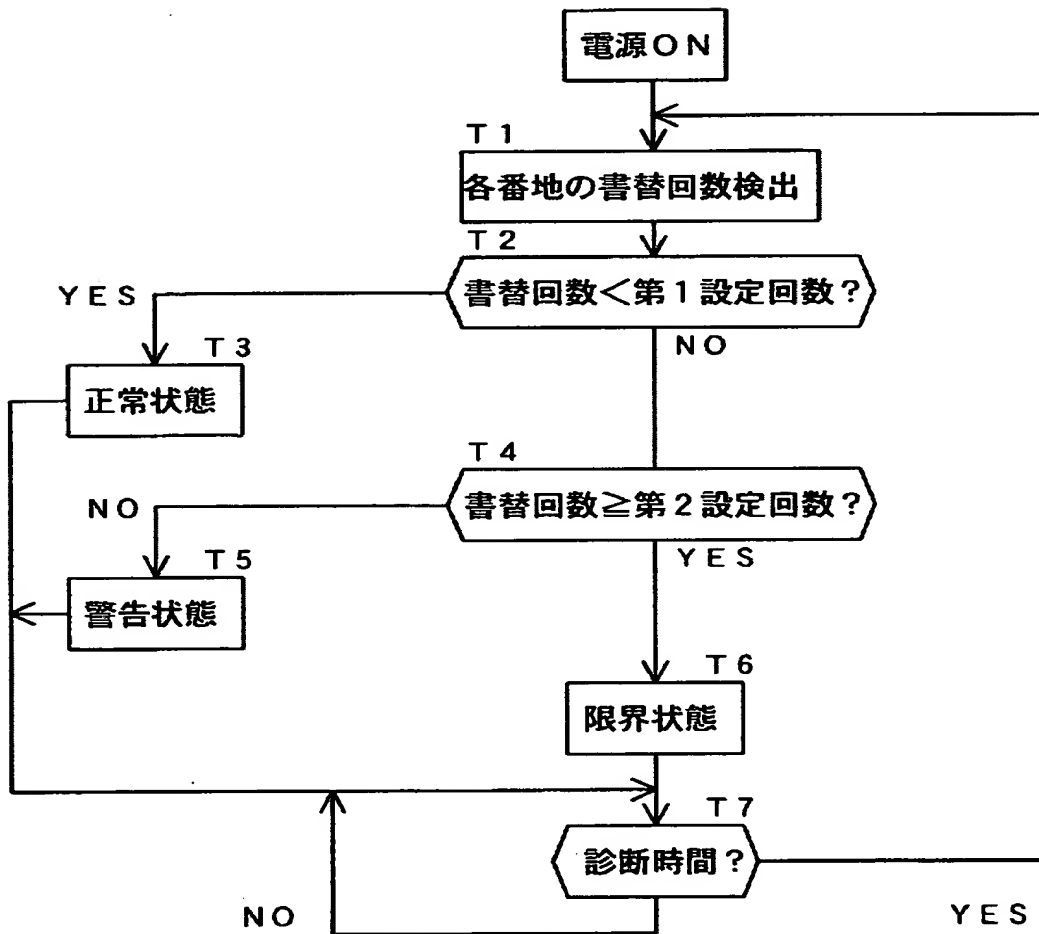 電源ON
T1
各番地の書替回数検出
T2
書替回数<第1設定回数?
YES
NO
T3
正常状態
T4
書替回数≧第2設定回数?
NO
YES
T5
警告状態
T6
限界状態
T7
診断時間?
NO
YES